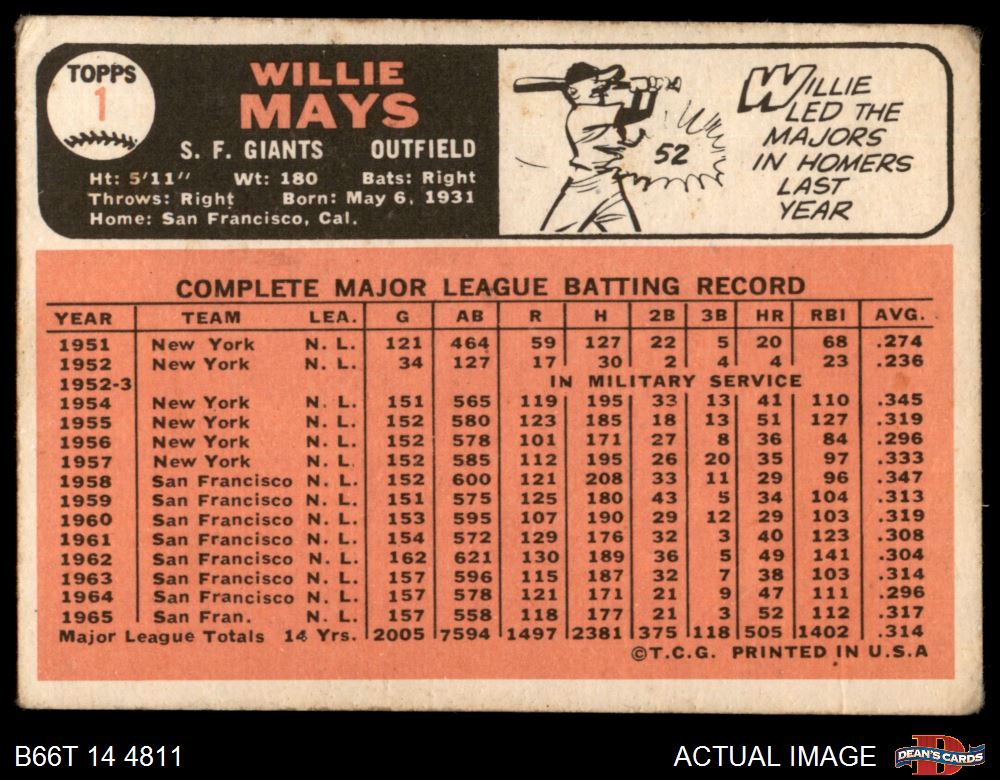 TOPPS
1
WILLIE
MAYS
S. F. GIANTS OUTFIELD
Ht: 5'11" Wt: 180 Bats: Right
Throws: Right Born: May 6, 1931
Home: San Francisco, Cal.
52
WILLIE
LED THE
MAJORS
IN HOMERS
LAST
YEAR
COMPLETE MAJOR LEAGUE BATTING RECORD
YEAR TEAM LEA. G AB R H 2B 3B HR RBI AVG.
1951 New York N. L. 121 464 59 127 22 5 20 68 .274
1952 New York N. L. 34 127 17 30 2 4 4 23 .236
1952-3 IN MILITARY SERVICE
1954 New York N. L. 151 565 119 195 33 13 41 110 .345
1955 New York N. L. 152 580 123 185 18 13 51 127 .319
1956 New York N. L. 152 578 101 171 27 8 36 84 .296
1957 New York N. L. 152 585 112 195 26 20 35 97 .333
1958 San Francisco N. L. 152 600 121 208 33 11 29 96 .347
1959 San Francisco N. L. 151 575 125 180 43 5 34 104 .313
1960 San Francisco N. L. 153 595 107 190 29 12 29 103 .319
1961 San Francisco N. L. 154 572 129 176 32 3 40 123 .308
1962 San Francisco N. L. 162 621 130 189 36 5 49 141 .304
1963 San Francisco N. L. 157 596 115 187 32 7 38 103 .314
1964 San Francisco N. L. 157 578 121 171 21 9 47 111 .296
1965 San Fran. N. L. 157 558 118 177 21 3 52 112 .317
Major League Totals 14 Yrs. 2005 7594 1497 2381 375 118 505 1402 .314
©T.C.G. PRINTED IN U.S.A
B66T 14 4811
ACTUAL IMAGE
DEAN'S CARDS